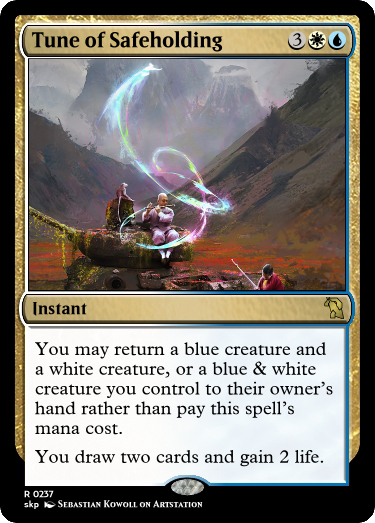 Tune of Safeholding 3
Instant
You may return a blue creature and
a white creature, or a blue & white
creature you control to their owner's
hand rather than pay this spell's
mana cost.
You draw two cards and gain 2 life.
R 0237
skp Sebastian Kowoll on Artstation